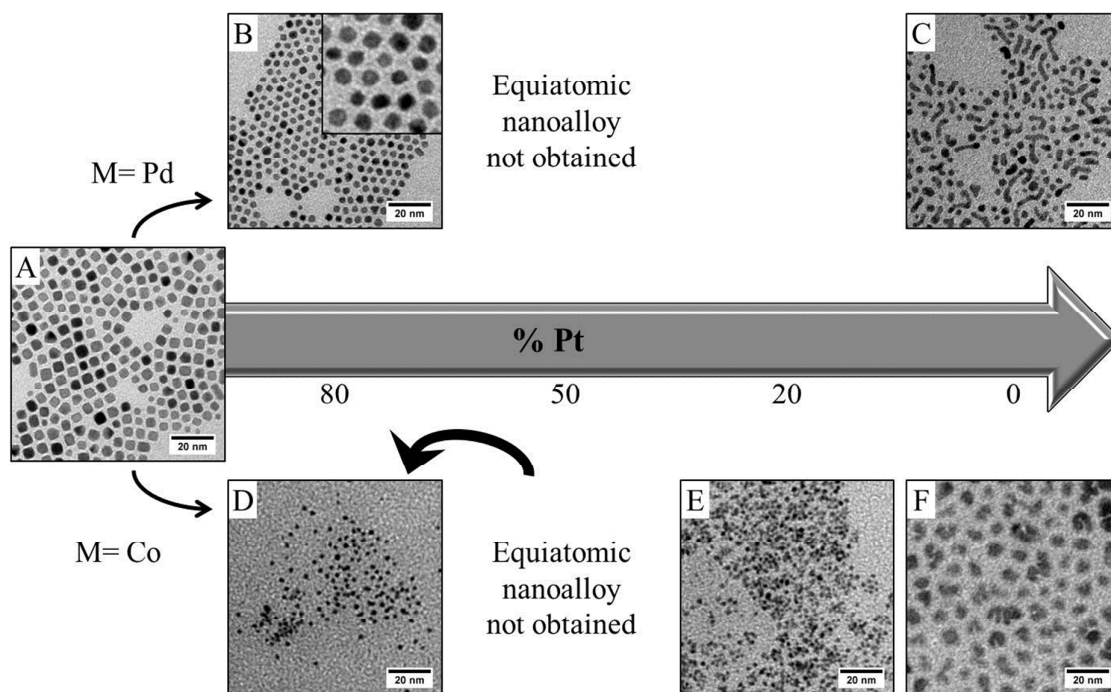 B
Equiatomic
nanoalloy
not obtained
C
M= Pd
20 nm
20 nm
A
% Pt
20 nm
80
50
20
0
D
E
F
M= Co
Equiatomic
nanoalloy
not obtained
20 nm
20 nm
20 nm